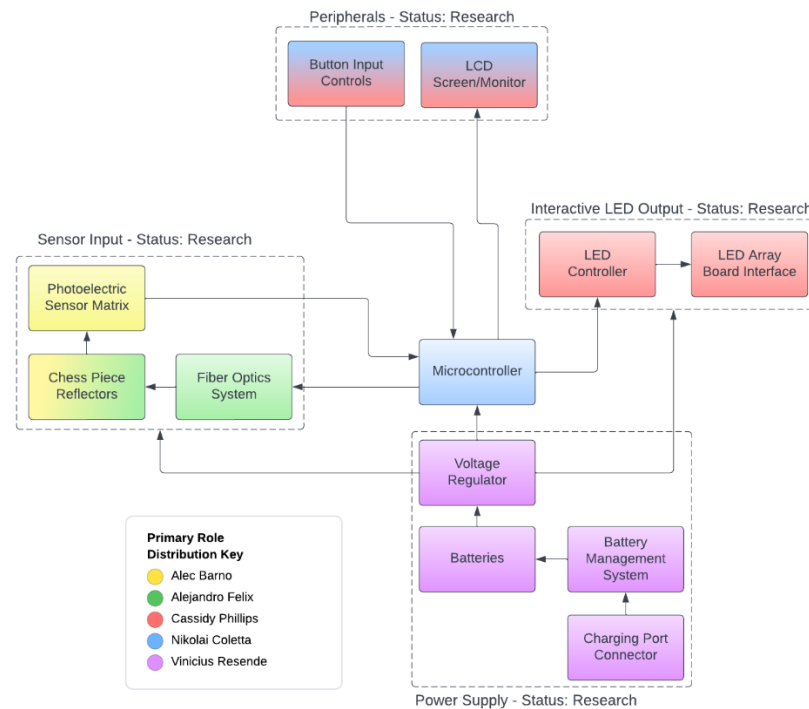 Peripherals - Status: Research
Button Input
Controls
LCD
Screen/Monitor
Interactive LED Output - Status: Research
LED
Controller
LED Array
Board Interface
Sensor Input - Status: Research
Photoelectric
Sensor Matrix
Chess Piece
Reflectors
Fiber Optics
System
Microcontroller
Voltage
Regulator
Batteries
Battery
Management
System
Charging Port
Connector
Power Supply - Status: Research
Primary Role
Distribution Key
Alec Barno
Alejandro Felix
Cassidy Phillips
Nikolai Coletta
Vinicius Resende